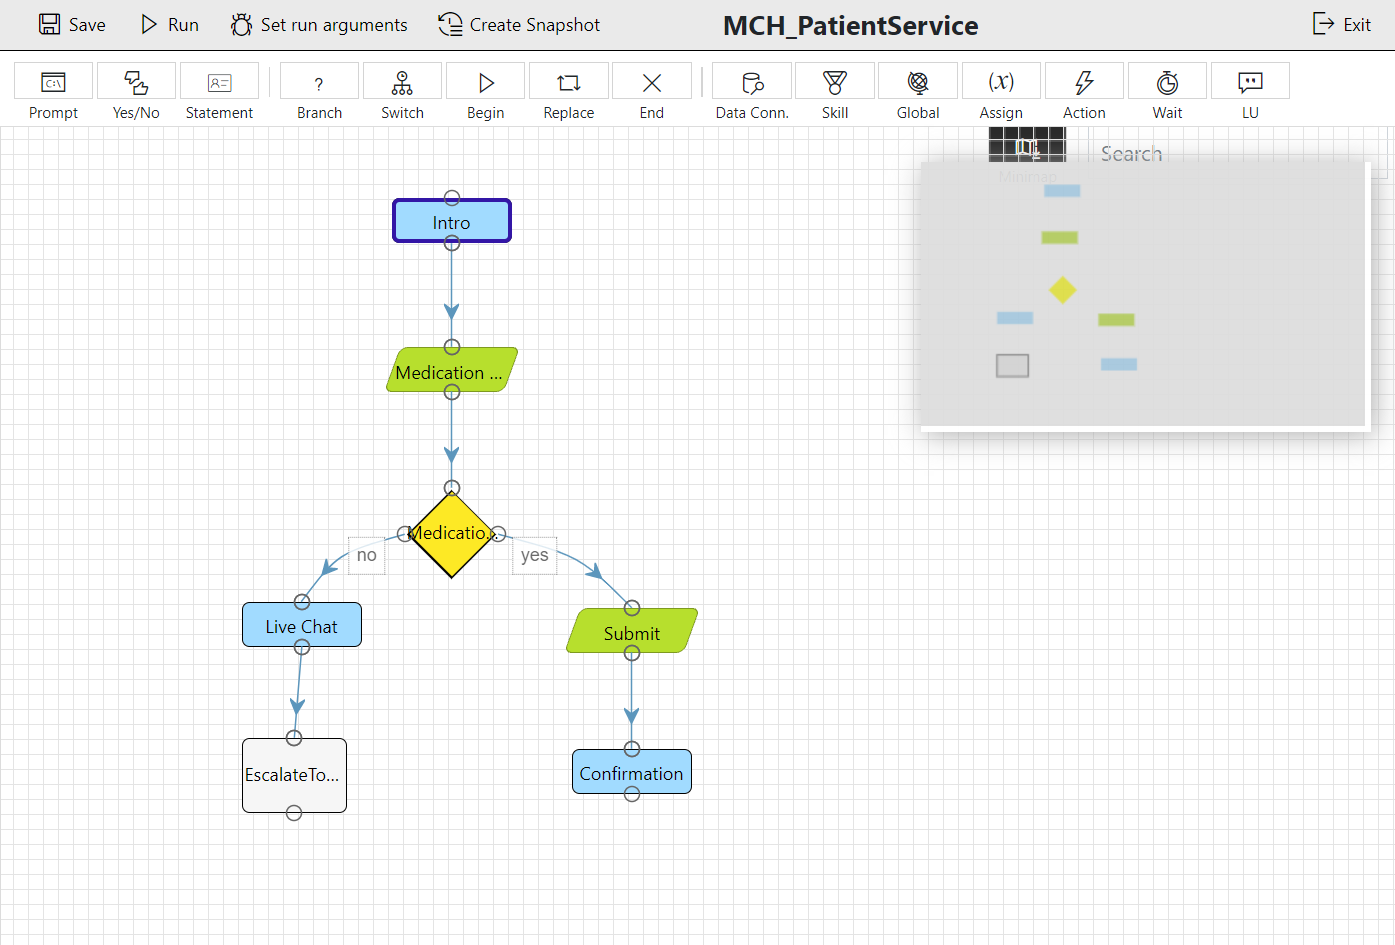 Save Run Set run arguments Create Snapshot MCH_PatientService Exit
C:\ ? (x)
Prompt Yes/No Statement Branch Switch Begin Replace End Data Conn. Skill Global Assign Action Wait LU
Search
Minimap
Intro
Medication ...
Medicatio...
no yes
Live Chat Submit
EscalateTo... Confirmation